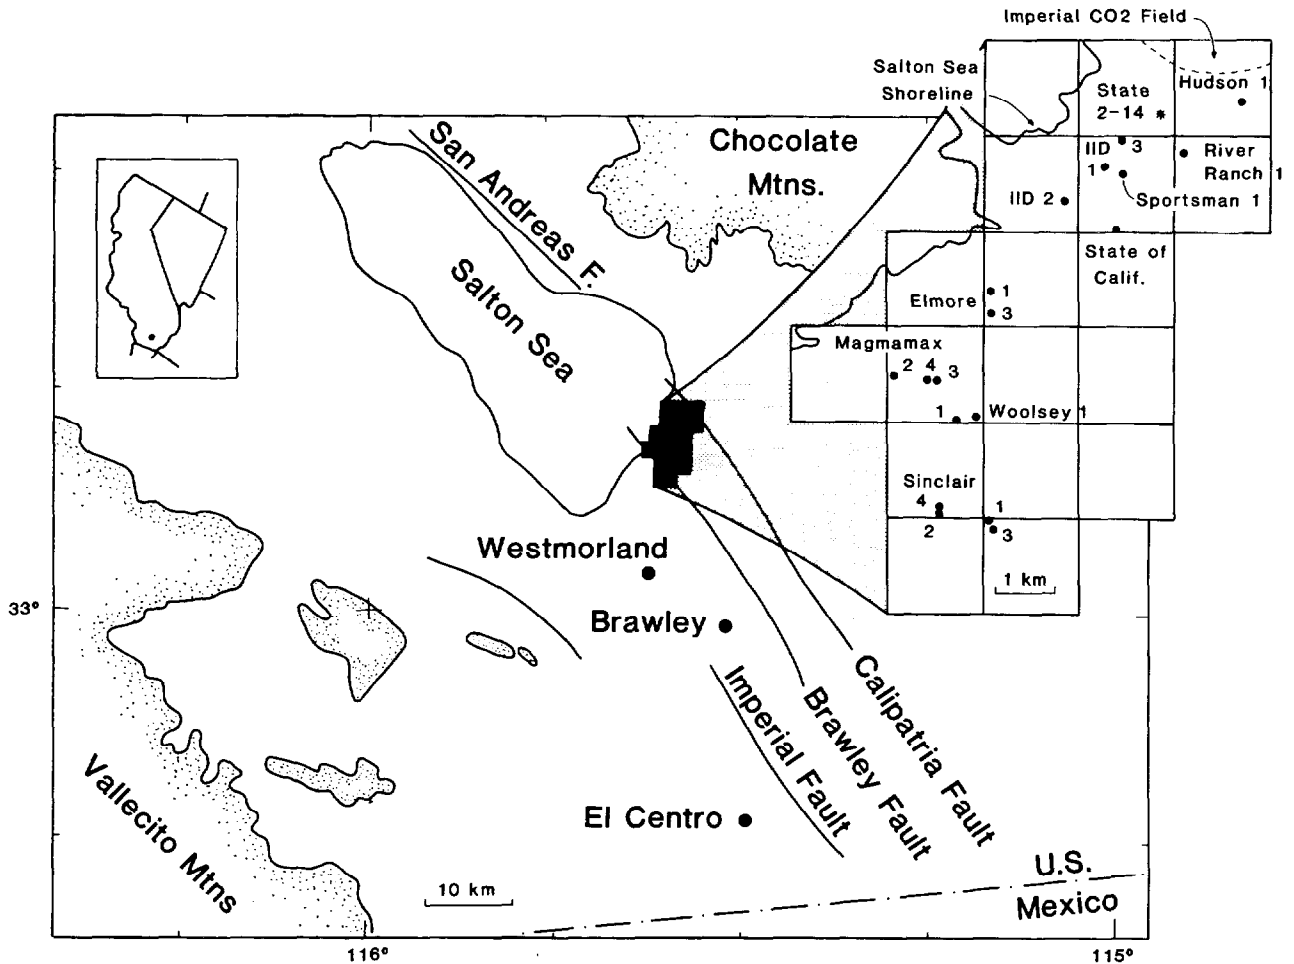 Imperial CO2 Field
Salton Sea
Shoreline
State
2-14
Hudson 1
IID
3
1
River
Ranch 1
IID 2
Sportsman 1
State of
Calif.
Elmore
1
3
Magmamax
2 4 3
1
Woolsey 1
Sinclair
4
2
1
3
1 km
Chocolate
Mtns.
San Andreas F.
Salton Sea
Westmorland
Brawley
33°
Imperial Fault
Brawley Fault
Calipatria Fault
Vallecito Mtns
El Centro
10 km
U.S.
Mexico
116°
115°